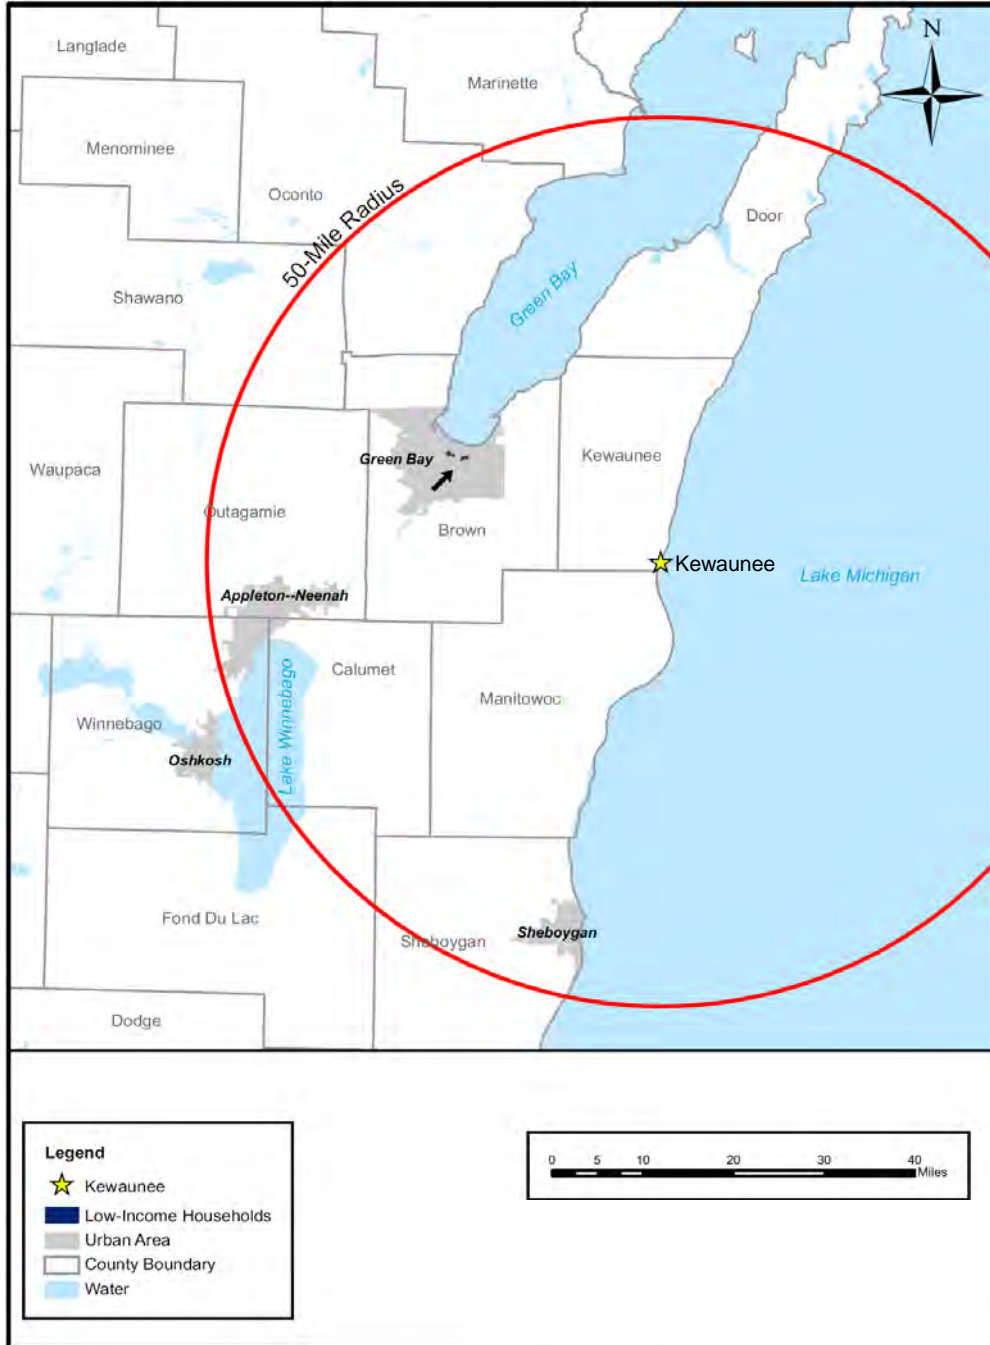 N
Langlade
Marinette
Menominee
Oconto
50-Mile Radius
Door
Green Bay
Shawano
Waupaca
Green Bay
Kewaunee
Outagamie
Brown
Kewaunee
Lake Michigan
Appleton--Neenah
Calumet
Lake Winnebago
Manitowoc
Winnebago
Oshkosh
Fond Du Lac
Sheboygan
Sheboygan
Dodge
Legend
Kewaunee
Low-Income Households
Urban Area
County Boundary
Water
0 5 10 20 30 40
Miles